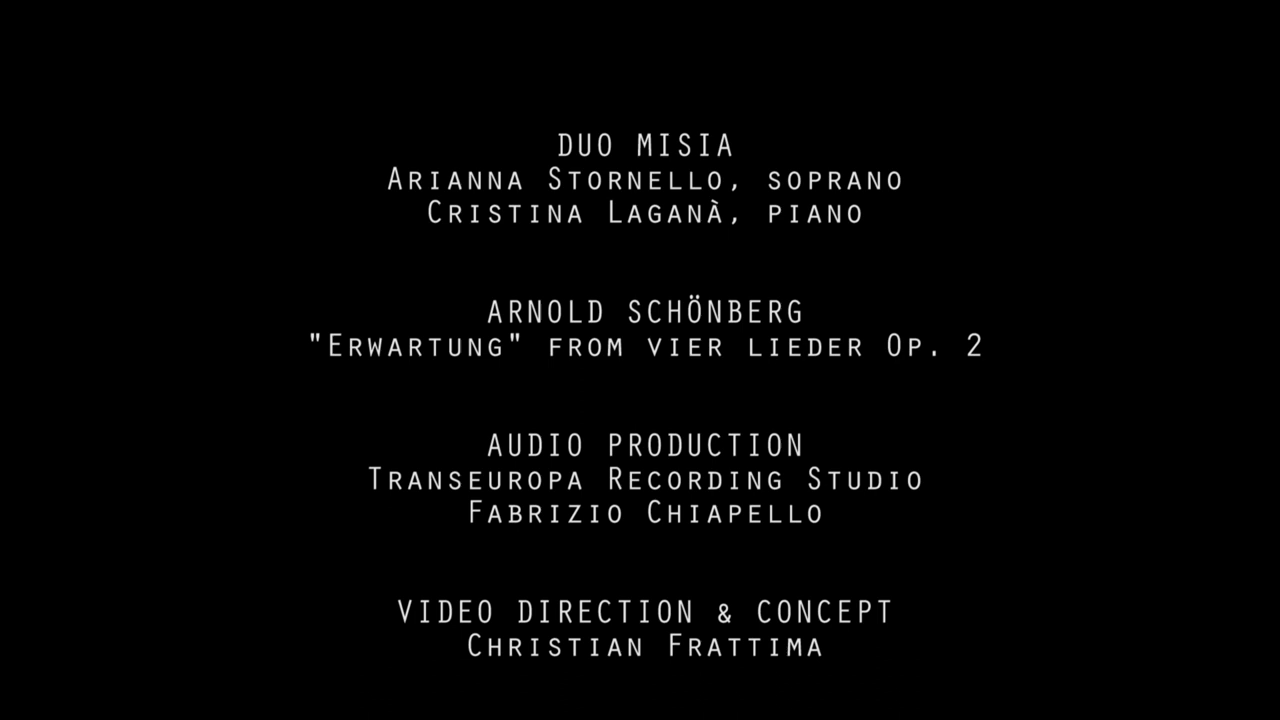 DUO MISIA
Arianna Stornello, soprano
Cristina Laganà, piano
ARNOLD SCHÖNBERG
"Erwartung" from vier lieder Op. 2
AUDIO PRODUCTION
Transeuropa Recording Studio
Fabrizio Chiapello
VIDEO DIRECTION & CONCEPT
Christian Frattima